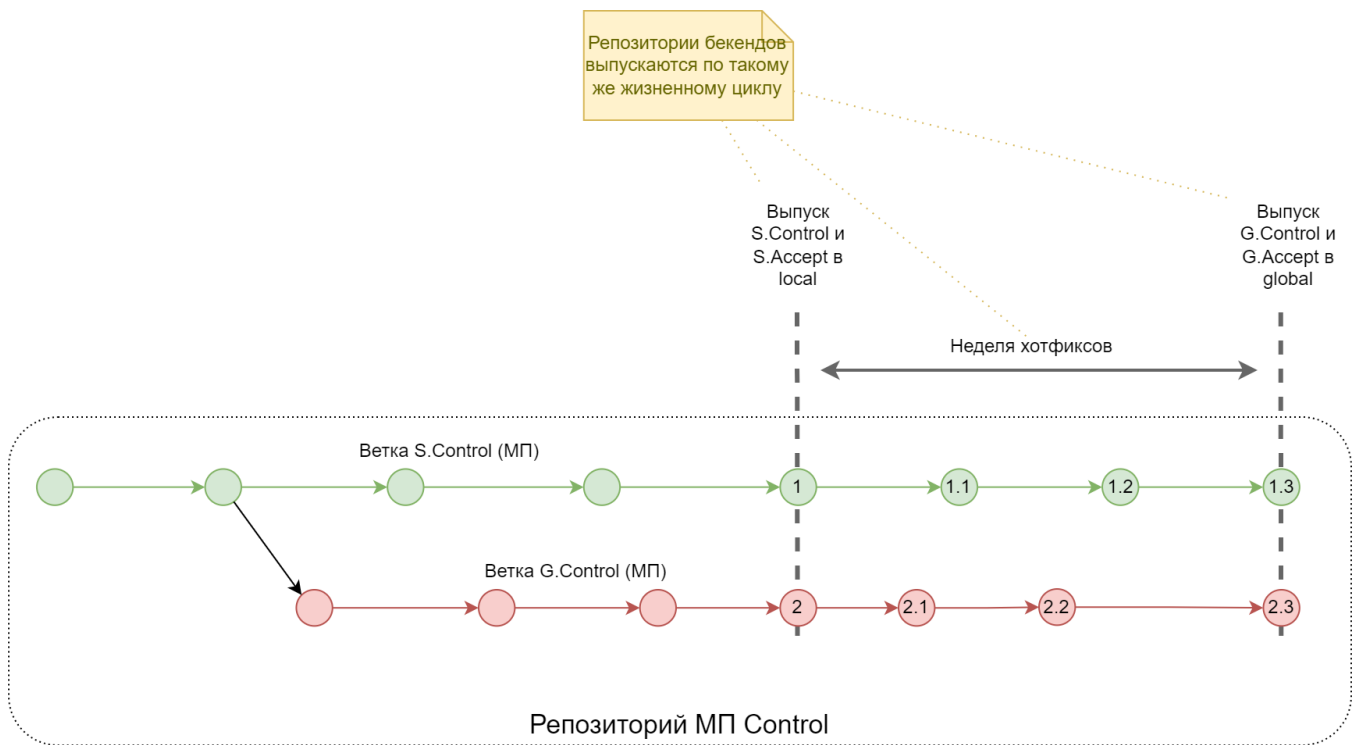 Репозитории бекендов
выпускаются по такому
же жизненному циклу
Выпуск
S.Control и
S.Accept в
local
Выпуск
G.Control и
G.Accept в
global
Неделя хотфиксов
Ветка S.Control (МП)
1
1.1
1.2
1.3
Ветка G.Control (МП)
2
2.1
2.2
2.3
Репозиторий МП Control